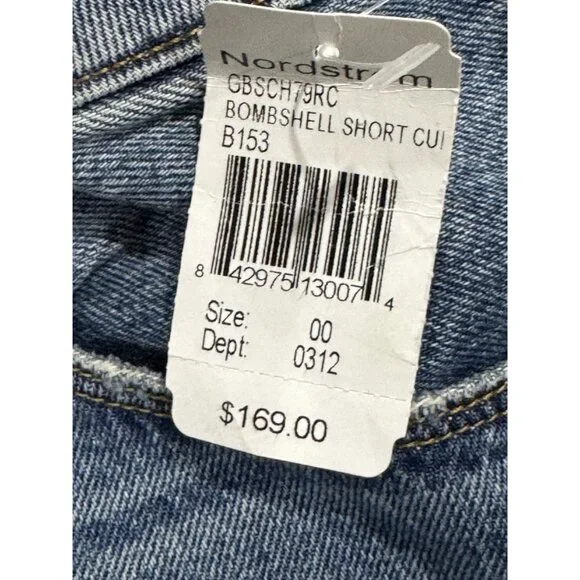 Nordstrom
GBSCH79RC
BOMBSHELL SHORT CU
B153
8 42975 13007 4
Size: 00
Dept: 0312
$169.00